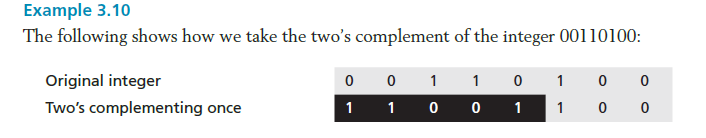 Example 3.10
The following shows how we take the two’s complement of the integer 00110100:
Original integer 0 0 1 1 0 1 0 0
Two’s complementing once 1 1 0 0 1 1 0 0